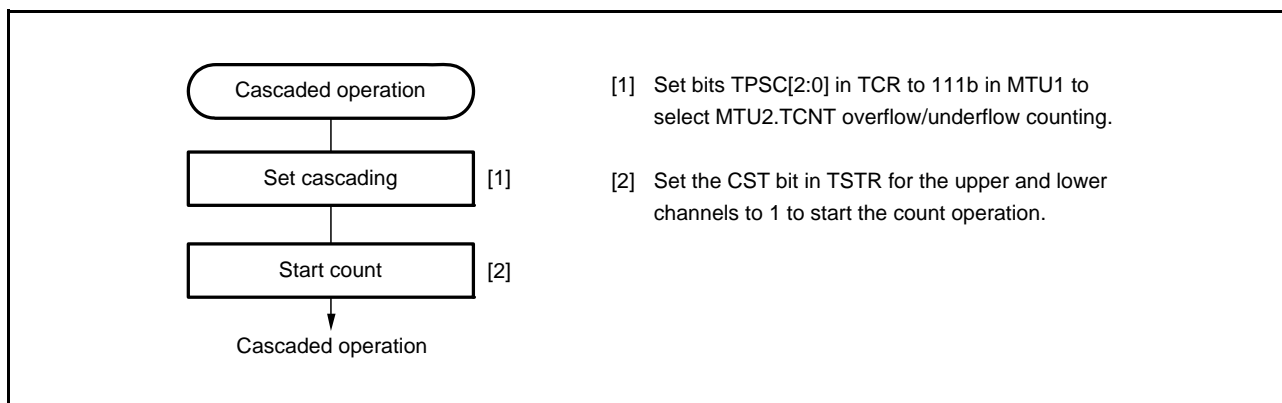 Cascaded operation
Set cascading [1]
Start count [2]
Cascaded operation
[1] Set bits TPSC[2:0] in TCR to 111b in MTU1 to
select MTU2.TCNT overflow/underflow counting.
[2] Set the CST bit in TSTR for the upper and lower
channels to 1 to start the count operation.